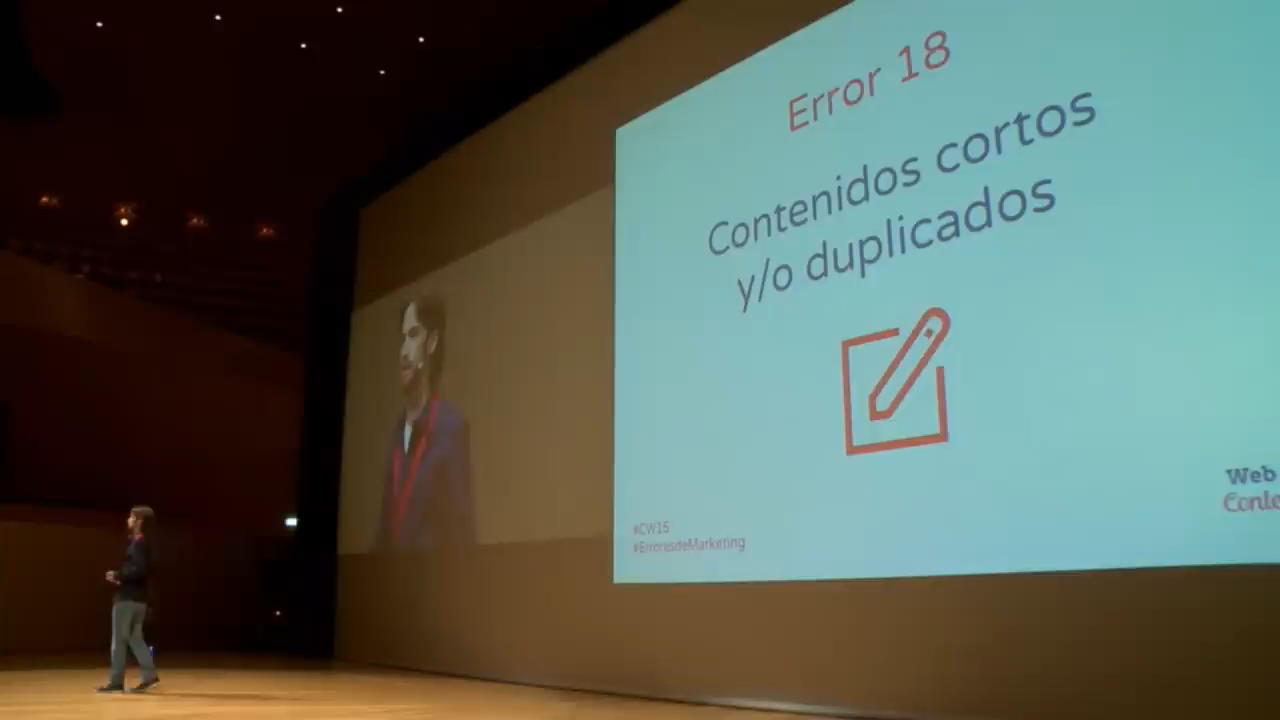 Error 18
Contenidos cortos
y/o duplicados
#CW15
#ErroresdeMarketing
Web